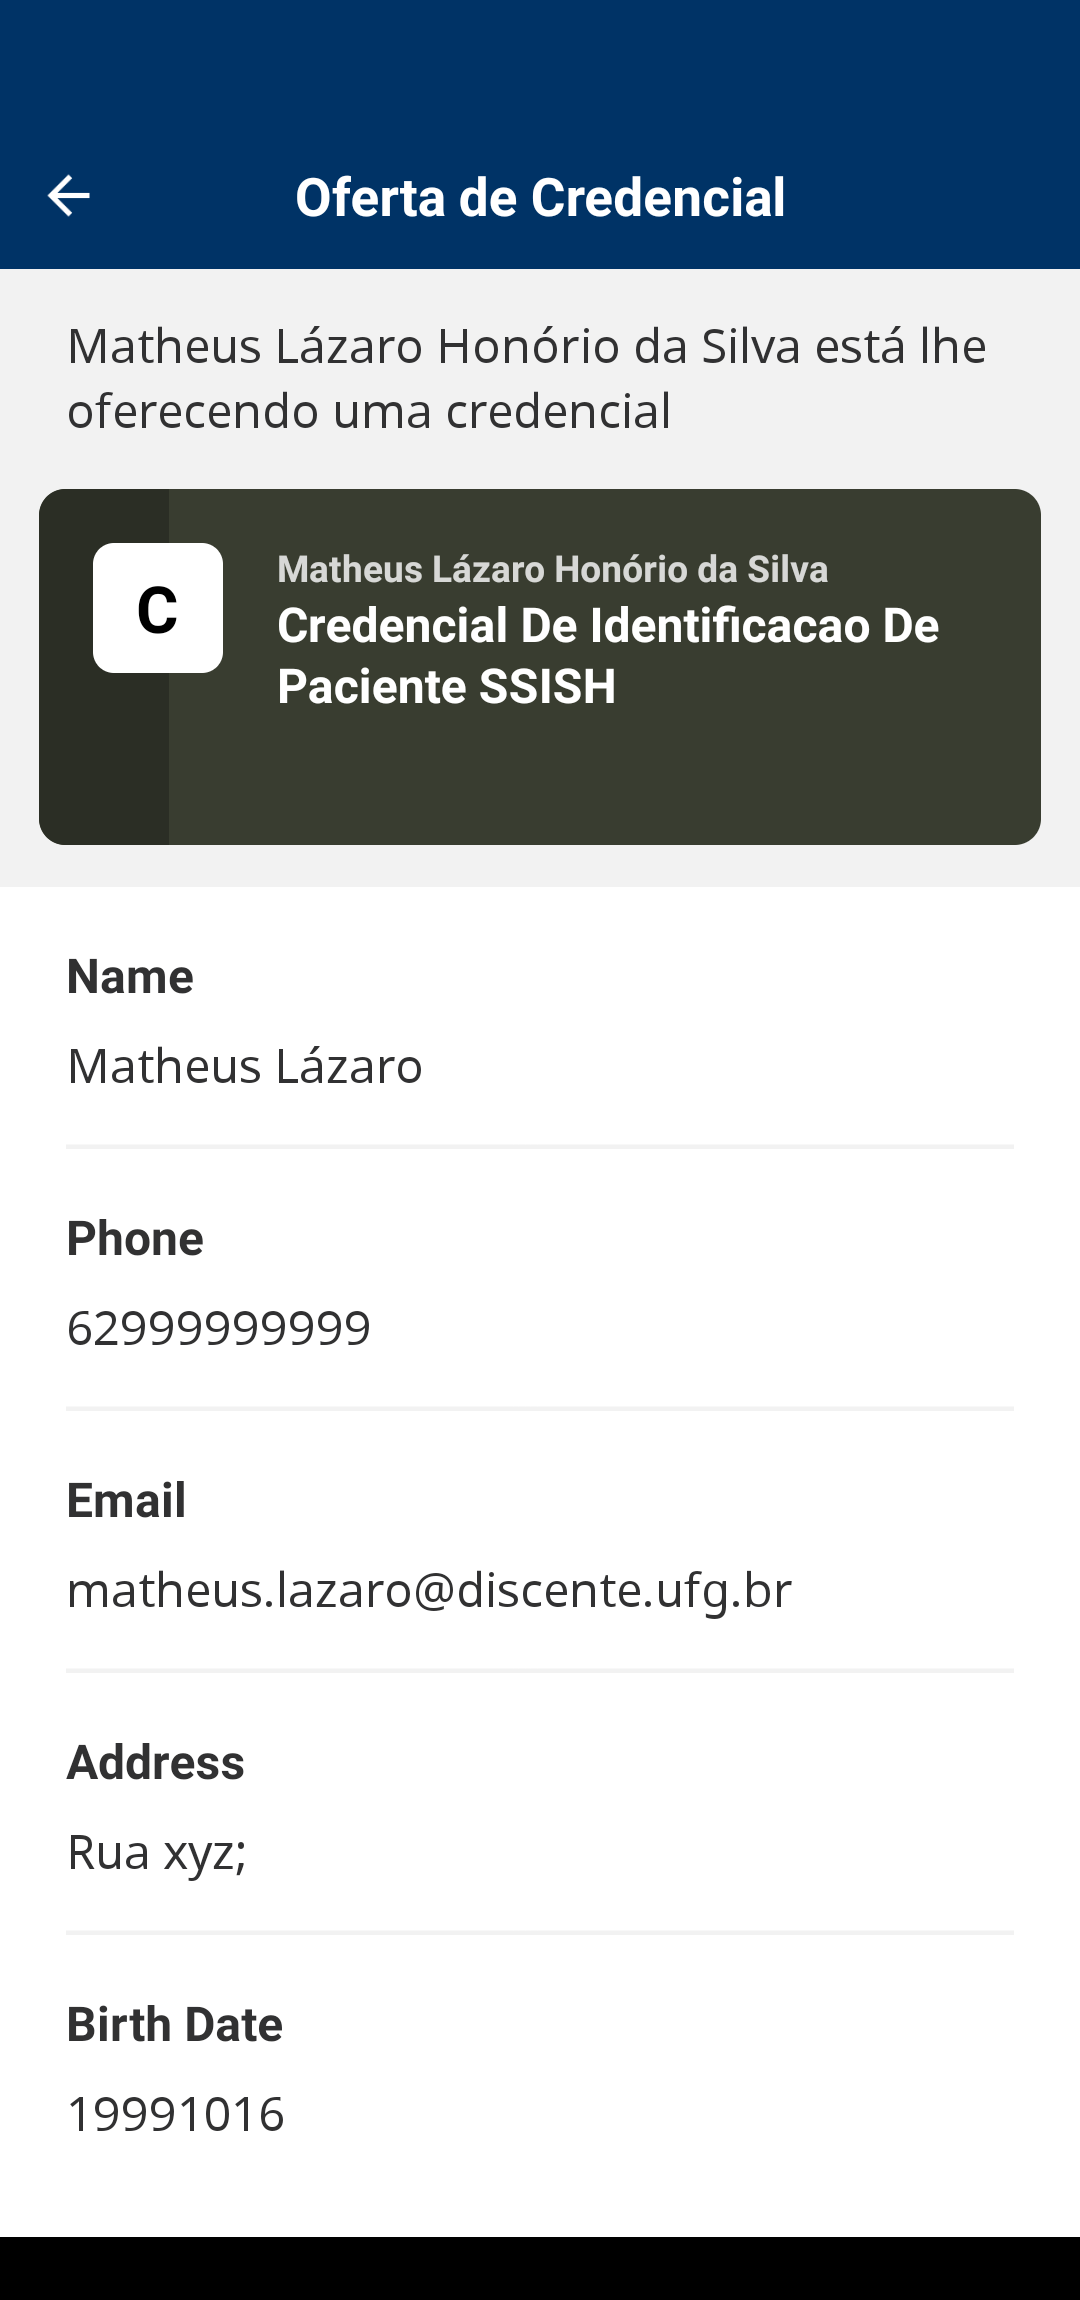 Oferta de Credencial
Matheus Lázaro Honório da Silva está lhe
oferecendo uma credencial
C
Matheus Lázaro Honório da Silva
Credencial De Identificacao De
Paciente SSISH
Name
Matheus Lázaro
Phone
62999999999
Email
matheus.lazaro@discente.ufg.br
Address
Rua xyz;
Birth Date
19991016